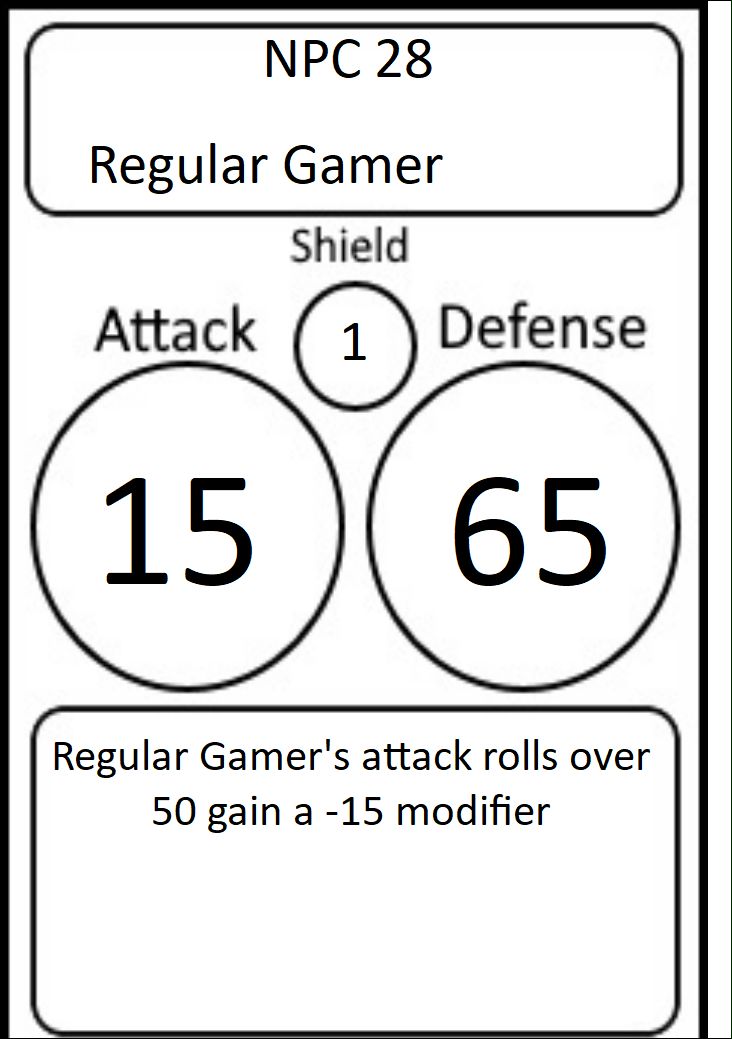 NPC 28
Regular Gamer
Shield
Attack
1
Defense
15
65
Regular Gamer's attack rolls over
50 gain a -15 modifier